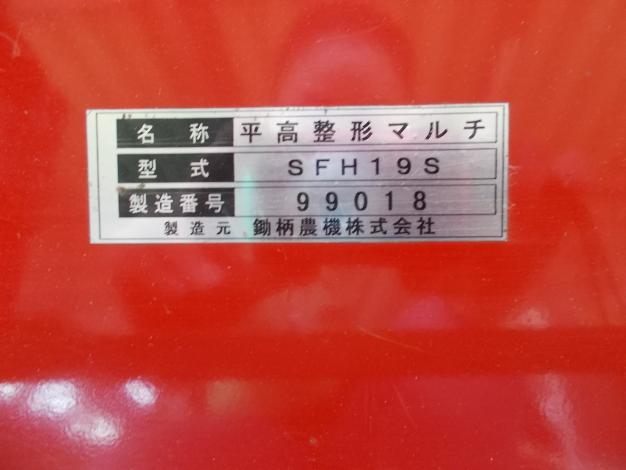 名称 平高整形マルチ
型式 SFH19S
製造番号 99018
製造元 鋤柄農機株式会社